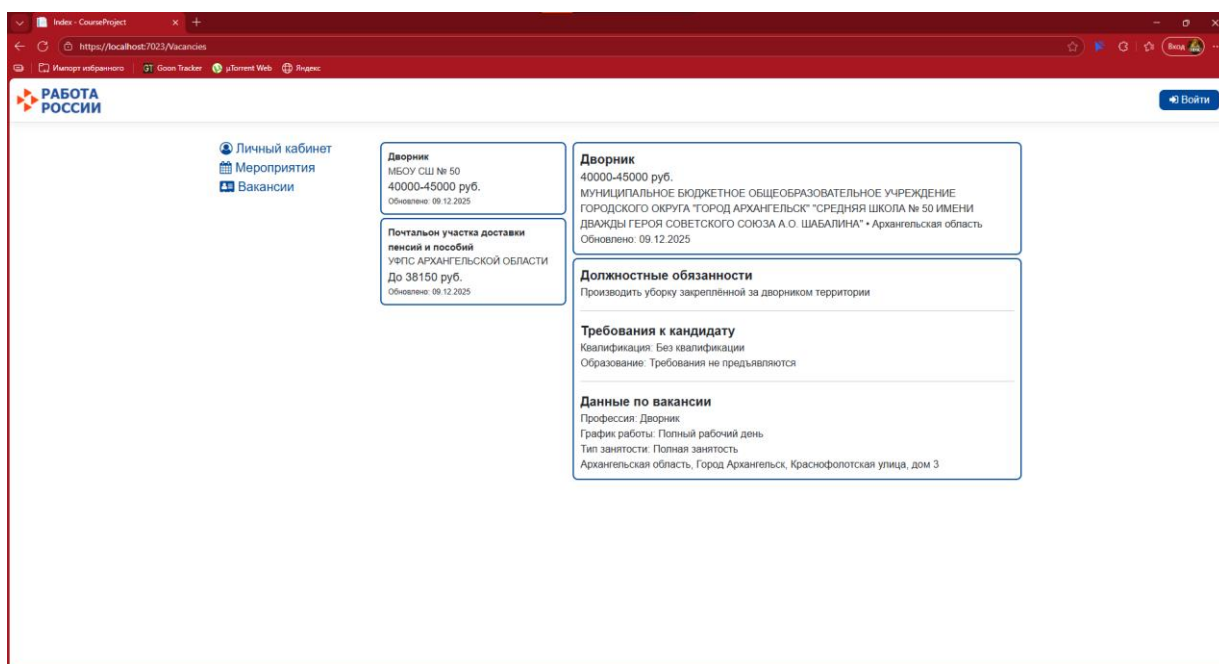 Index - CourseProject
https://localhost:7023/Vacancies
Вход
Импорт избранного GT Goon Tracker µTorrent Web Яндекс
РАБОТА
РОССИИ
Войти
Личный кабинет
Мероприятия
Вакансии
Дворник
МБОУ СШ № 50
40000-45000 руб.
Обновлено: 09.12.2025
Почтальон участка доставки
пенсий и пособий
УФПС АРХАНГЕЛЬСКОЙ ОБЛАСТИ
До 38150 руб.
Обновлено: 09.12.2025
Дворник
40000-45000 руб.
МУНИЦИПАЛЬНОЕ БЮДЖЕТНОЕ ОБЩЕОБРАЗОВАТЕЛЬНОЕ УЧРЕЖДЕНИЕ
ГОРОДСКОГО ОКРУГА "ГОРОД АРХАНГЕЛЬСК" "СРЕДНЯЯ ШКОЛА № 50 ИМЕНИ
ДВАЖДЫ ГЕРОЯ СОВЕТСКОГО СОЮЗА А.О. ШАБАЛИНА" • Архангельская область
Обновлено: 09.12.2025
Должностные обязанности
Производить уборку закреплённой за дворником территории
Требования к кандидату
Квалификация: Без квалификации
Образование: Требования не предъявляются
Данные по вакансии
Профессия: Дворник
График работы: Полный рабочий день
Тип занятости: Полная занятость
Архангельская область, Город Архангельск, Краснофлотская улица, дом 3